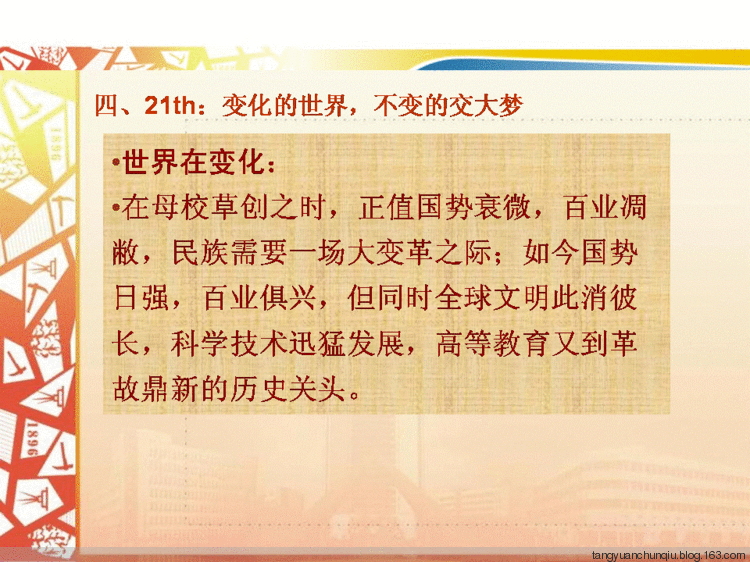 四、21th：变化的世界，不变的交大梦
•世界在变化：
•在母校草创之时，正值国势衰微，百业凋
敝，民族需要一场大变革之际；如今国势
日强，百业俱兴，但同时全球文明此消彼
长，科学技术迅猛发展，高等教育又到革
故鼎新的历史关头。
1896
1896
tangyuanchunqiu.blog.163.com